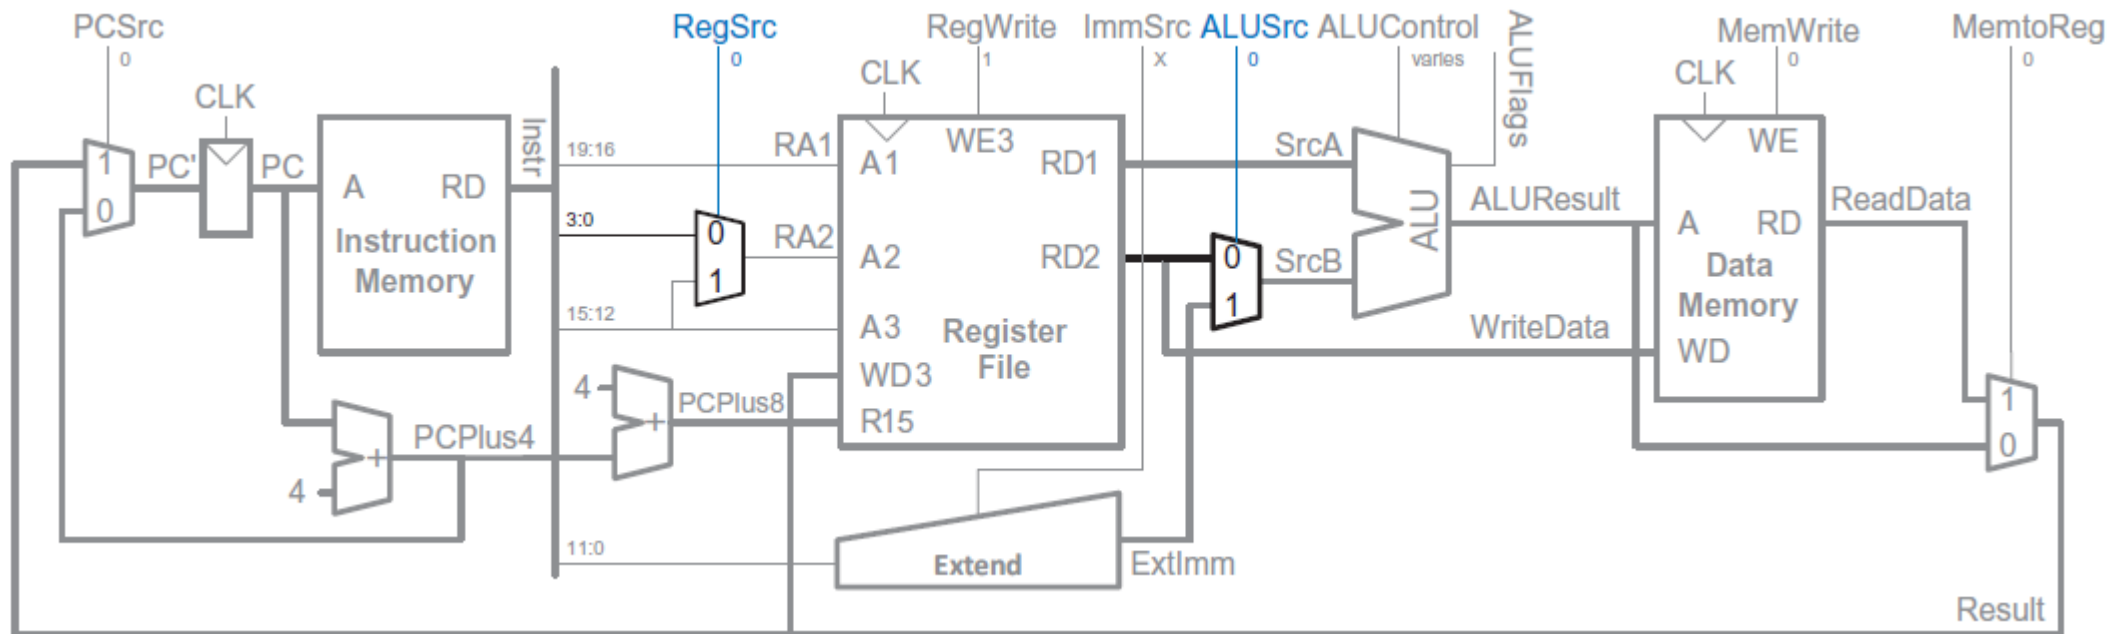 PCSrc
0
RegSrc
0
RegWrite
1
ImmSrc
X
ALUSrc
0
ALUControl
varies
ALUFlags
MemWrite
0
MemtoReg
0
CLK
CLK
CLK
1
0
PC'
PC
A
RD
Instruction
Memory
Instr
19:16
3:0
15:12
11:0
0
1
RA1
RA2
A1
A2
A3
WD3
R15
WE3
RD1
RD2
Register
File
SrcA
SrcB
0
1
ALU
ALUResult
WriteData
A
RD
WE
WD
Data
Memory
ReadData
1
0
4
+
PCPlus4
4
+
PCPlus8
Extend
ExtImm
Result